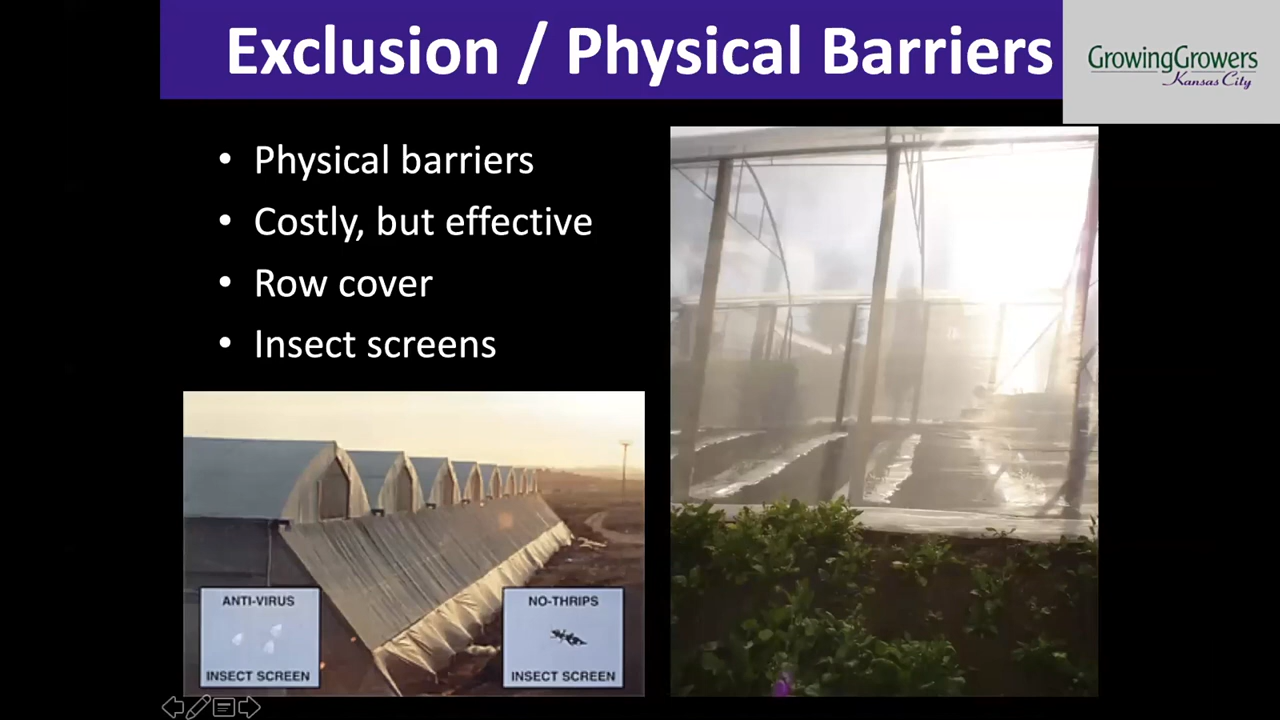 Exclusion / Physical Barriers
GrowingGrowers
Kansas City
• Physical barriers
• Costly, but effective
• Row cover
• Insect screens
ANTI-VIRUS
INSECT SCREEN
NO-THRIPS
INSECT SCREEN